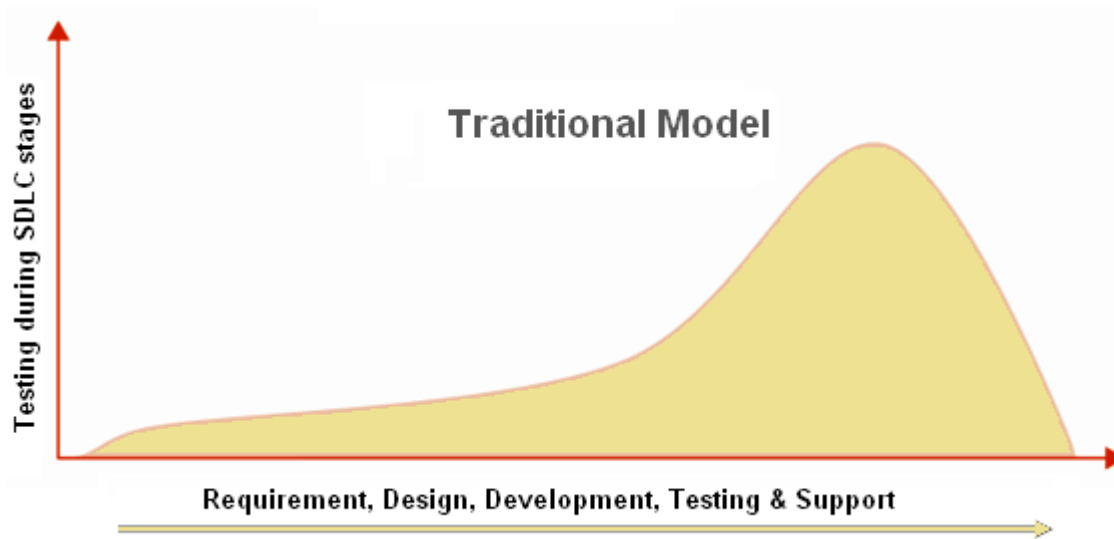 Traditional Model
Testing during SDLC stages
Requirement, Design, Development, Testing & Support